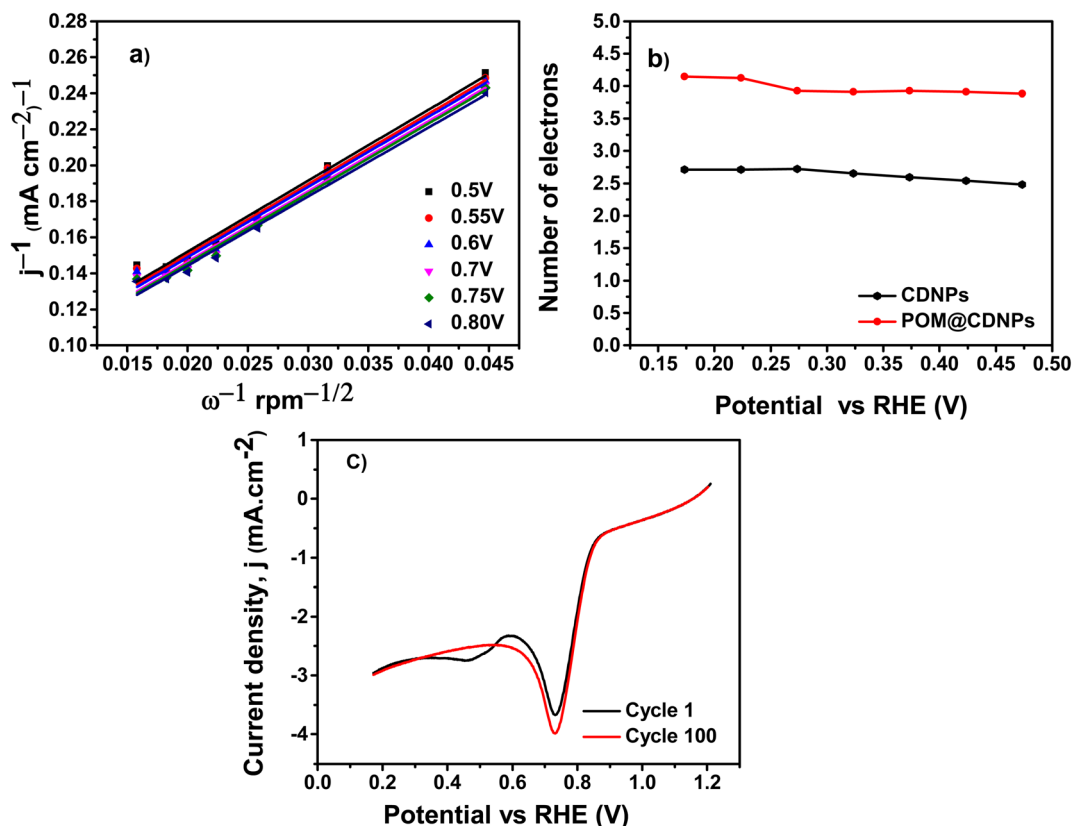 a)
j⁻¹ (mA cm⁻²)⁻¹
0.28
0.26
0.24
0.22
0.20
0.18
0.16
0.14
0.12
0.10
0.5V
0.55V
0.6V
0.7V
0.75V
0.80V
0.015 0.020 0.025 0.030 0.035 0.040 0.045
ω⁻¹ rpm⁻¹/²
b)
Number of electrons
5.0
4.5
4.0
3.5
3.0
2.5
2.0
1.5
1.0
0.5
0.0
CDNPs
POM@CDNPs
0.15 0.20 0.25 0.30 0.35 0.40 0.45 0.50
Potential vs RHE (V)
C)
Current density, j (mA.cm⁻²)
0
-1
-2
-3
-4
Cycle 1
Cycle 100
0.0 0.2 0.4 0.6 0.8 1.0 1.2
Potential vs RHE (V)